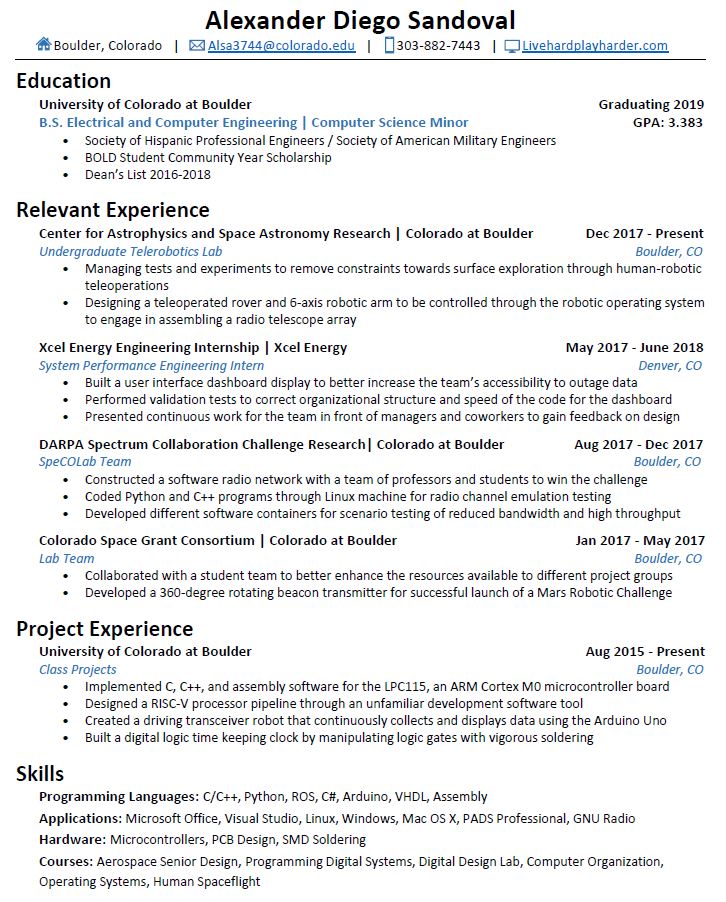 Alexander Diego Sandoval
Boulder, Colorado | Alsa3744@colorado.edu | 303-882-7443 | Livehardplayharder.com
Education
University of Colorado at Boulder Graduating 2019
B.S. Electrical and Computer Engineering | Computer Science Minor GPA: 3.383
• Society of Hispanic Professional Engineers / Society of American Military Engineers
• BOLD Student Community Year Scholarship
• Dean's List 2016-2018
Relevant Experience
Center for Astrophysics and Space Astronomy Research | Colorado at Boulder Dec 2017 - Present
Undergraduate Telerobotics Lab Boulder, CO
• Managing tests and experiments to remove constraints towards surface exploration through human-robotic
teleoperations
• Designing a teleoperated rover and 6-axis robotic arm to be controlled through the robotic operating system
to engage in assembling a radio telescope array
Xcel Energy Engineering Internship | Xcel Energy May 2017 - June 2018
System Performance Engineering Intern Denver, CO
• Built a user interface dashboard display to better increase the team's accessibility to outage data
• Performed validation tests to correct organizational structure and speed of the code for the dashboard
• Presented continuous work for the team in front of managers and coworkers to gain feedback on design
DARPA Spectrum Collaboration Challenge Research| Colorado at Boulder Aug 2017 - Dec 2017
SpeCOLab Team Boulder, CO
• Constructed a software radio network with a team of professors and students to win the challenge
• Coded Python and C++ programs through Linux machine for radio channel emulation testing
• Developed different software containers for scenario testing of reduced bandwidth and high throughput
Colorado Space Grant Consortium | Colorado at Boulder Jan 2017 - May 2017
Lab Team Boulder, CO
• Collaborated with a student team to better enhance the resources available to different project groups
• Developed a 360-degree rotating beacon transmitter for successful launch of a Mars Robotic Challenge
Project Experience
University of Colorado at Boulder Aug 2015 - Present
Class Projects Boulder, CO
• Implemented C, C++, and assembly software for the LPC115, an ARM Cortex M0 microcontroller board
• Designed a RISC-V processor pipeline through an unfamiliar development software tool
• Created a driving transceiver robot that continuously collects and displays data using the Arduino Uno
• Built a digital logic time keeping clock by manipulating logic gates with vigorous soldering
Skills
Programming Languages: C/C++, Python, ROS, C#, Arduino, VHDL, Assembly
Applications: Microsoft Office, Visual Studio, Linux, Windows, Mac OS X, PADS Professional, GNU Radio
Hardware: Microcontrollers, PCB Design, SMD Soldering
Courses: Aerospace Senior Design, Programming Digital Systems, Digital Design Lab, Computer Organization,
Operating Systems, Human Spaceflight